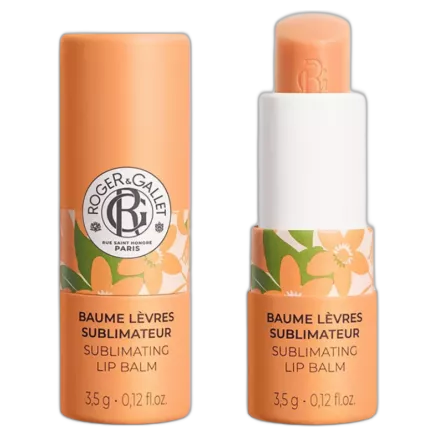 ROGER & GALLET
RG
RUE SAINT HONORÉ
PARIS
BAUME LÈVRES
SUBLIMATEUR
SUBLIMATING
LIP BALM
3,5 g • 0,12 fl.oz.
RG
BAUME LÈVRES
SUBLIMATEUR
SUBLIMATING
LIP BALM
3,5 g • 0,12 fl.oz.